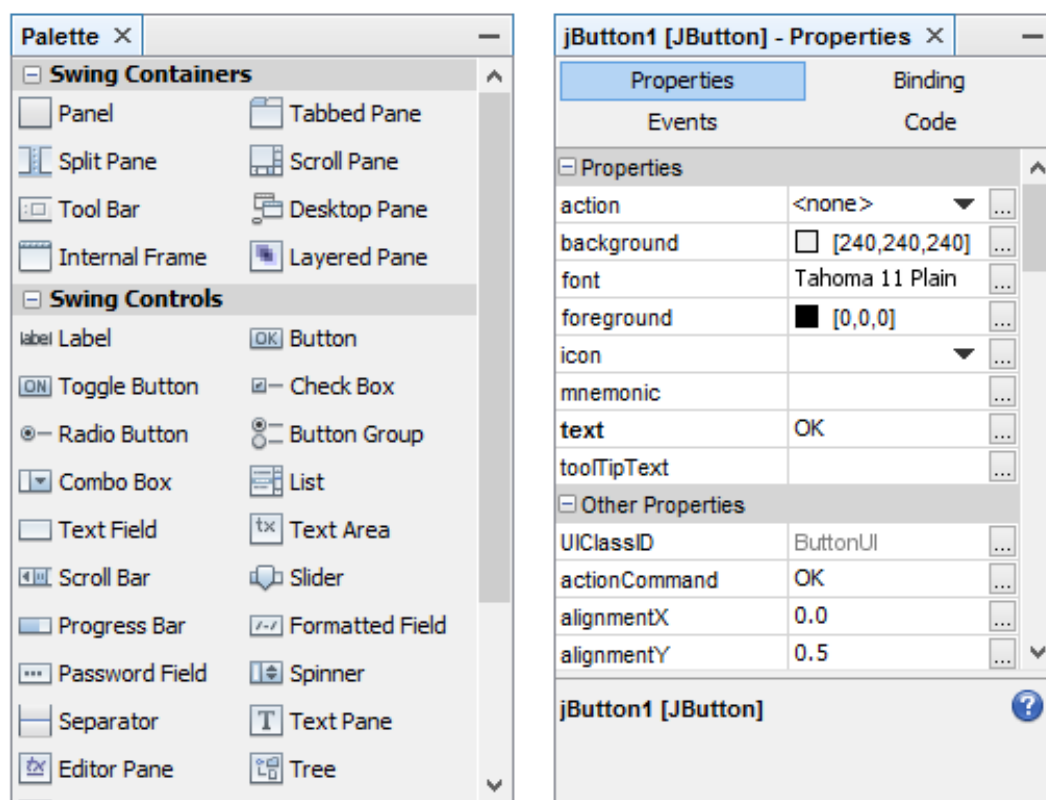 Palette
Swing Containers
Panel Tabbed Pane
Split Pane Scroll Pane
Tool Bar Desktop Pane
Internal Frame Layered Pane
Swing Controls
label Label OK Button
ON Toggle Button Check Box
Radio Button Button Group
Combo Box List
Text Field tx Text Area
Scroll Bar Slider
Progress Bar Formatted Field
Password Field Spinner
Separator T Text Pane
Editor Pane Tree
jButton1 [JButton] - Properties
Properties Binding
Events Code
Properties
action <none> ...
background [240,240,240] ...
font Tahoma 11 Plain ...
foreground [0,0,0] ...
icon ...
mnemonic ...
text OK ...
toolTipText ...
Other Properties
UIClassID ButtonUI ...
actionCommand OK ...
alignmentX 0.0 ...
alignmentY 0.5 ...
jButton1 [JButton] ?